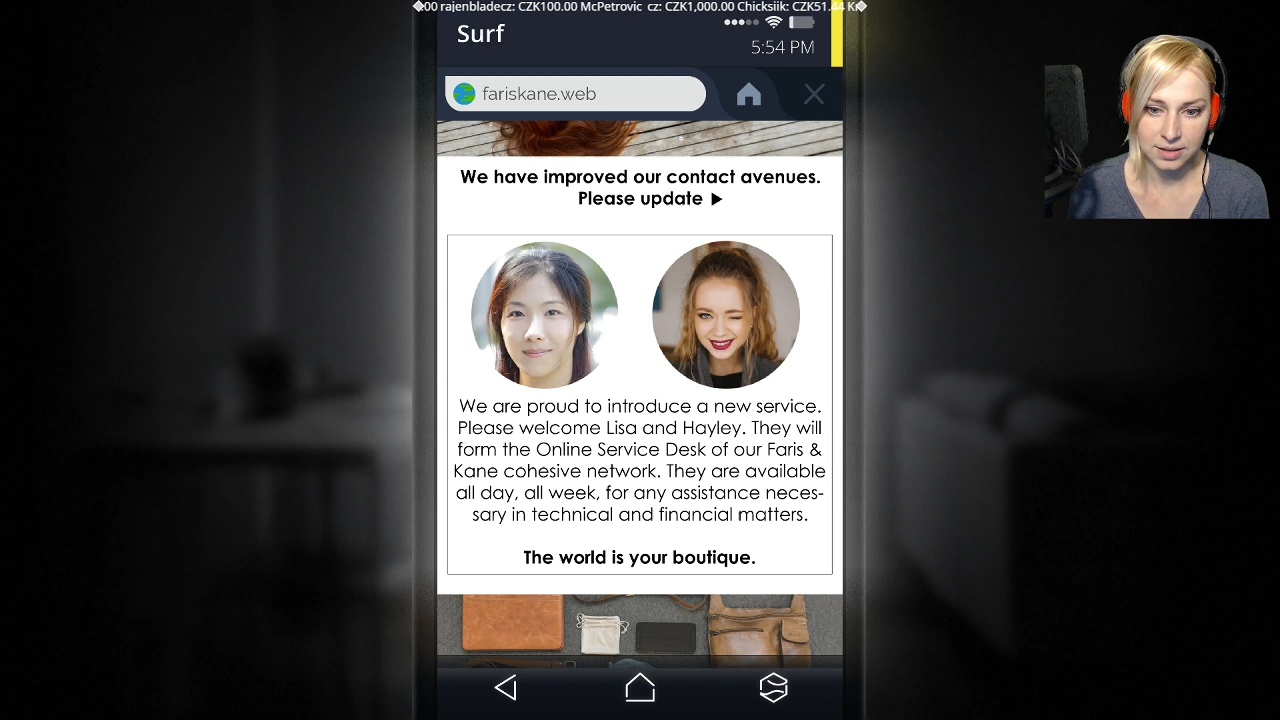 00 rajenbladecz: CZK100.00 McPetrovic cz: CZK1,000.00 Chicksiik: CZK51.44
Surf
5:54 PM
fariskane.web
We have improved our contact avenues.
Please update ▶
We are proud to introduce a new service.
Please welcome Lisa and Hayley. They will
form the Online Service Desk of our Faris &
Kane cohesive network. They are available
all day, all week, for any assistance neces-
sary in technical and financial matters.
The world is your boutique.